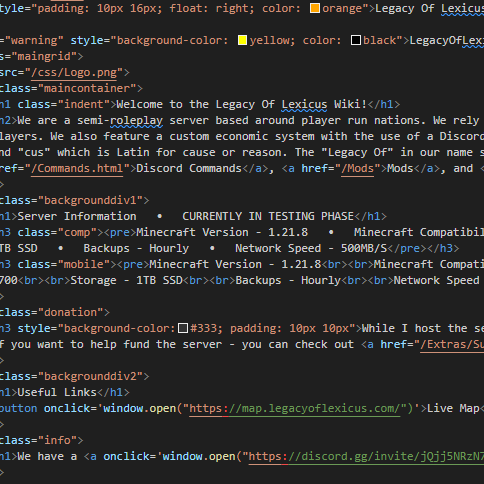 style="padding: 10px 16px; float: right; color: orange">Legacy Of Lexicus
="warning" style="background-color: yellow; color: black">LegacyOfLexi
s="maingrid">
src="/css/Logo.png">
class="maincontainer">
h1 class="indent">Welcome to the Legacy Of Lexicus Wiki!</h1>
h2>We are a semi-roleplay server based around player run nations. We rely
layers. We also feature a custom economic system with the use of a Discord
nd "cus" which is Latin for cause or reason. The "Legacy Of" in our name s
ef="/Commands.html">Discord Commands</a>, <a href="/Mods">Mods</a>, and <
>
class="backgrounddiv1">
h1>Server Information • CURRENTLY IN TESTING PHASE</h1>
h3 class="comp"><pre>Minecraft Version - 1.21.8 • Minecraft Compatibil
TB SSD • Backups - Hourly • Network Speed - 500MB/S</pre></h3>
h3 class="mobile"><pre>Minecraft Version - 1.21.8<br><br>Minecraft Compati
700<br><br>Storage - 1TB SSD<br><br>Backups - Hourly<br><br>Network Speed
>
class="donation">
h3 style="background-color: #333; padding: 10px 10px">While I host the se
f you want to help fund the server - you can check out <a href="/Extras/Su
>
class="backgrounddiv2">
h1>Useful Links</h1>
button onclick='window.open("https://map.legacyoflexicus.com/")'>Live Map<
>
class="info">
h1>We have a <a onclick='window.open("https://discord.gg/invite/jQjj5NRzN7
>